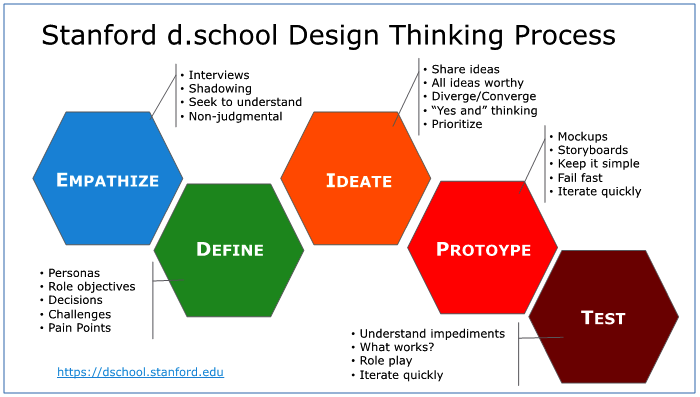 Stanford d.school Design Thinking Process
• Interviews
• Shadowing
• Seek to understand
• Non-judgmental
EMPATHIZE
• Personas
• Role objectives
• Decisions
• Challenges
• Pain Points
DEFINE
• Share ideas
• All ideas worthy
• Diverge/Converge
• “Yes and” thinking
• Prioritize
IDEATE
• Mockups
• Storyboards
• Keep it simple
• Fail fast
• Iterate quickly
PROTOYPE
• Understand impediments
• What works?
• Role play
• Iterate quickly
TEST
https://dschool.stanford.edu